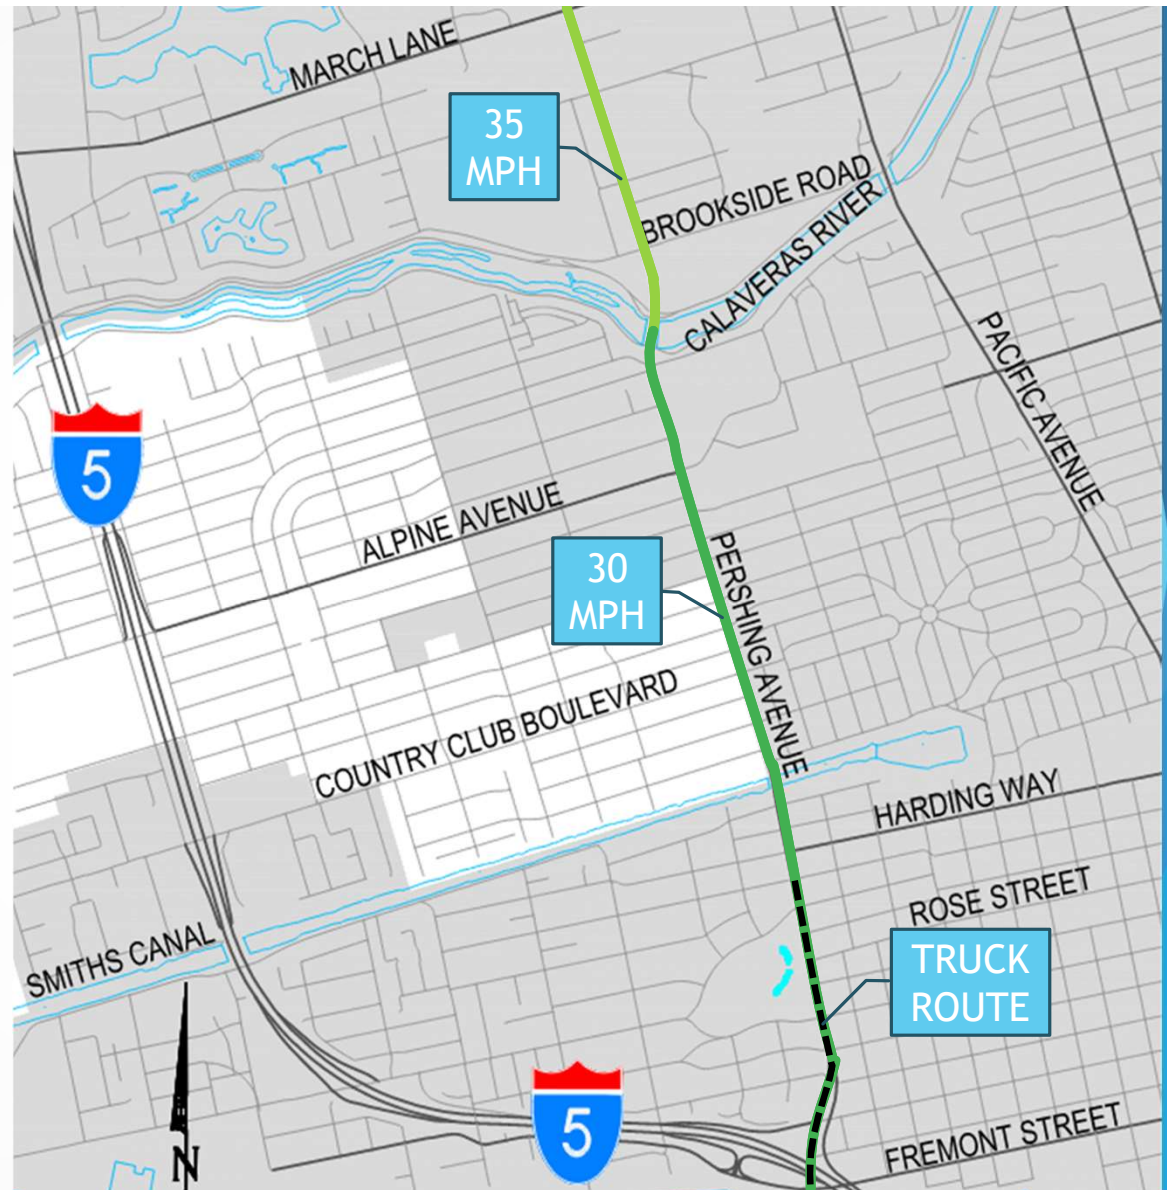 MARCH LANE
35
MPH
BROOKSIDE ROAD
CALAVERAS RIVER
PACIFIC AVENUE
5
ALPINE AVENUE
30
MPH
PERSHING AVENUE
COUNTRY CLUB BOULEVARD
HARDING WAY
ROSE STREET
SMITHS CANAL
TRUCK
ROUTE
5
FREMONT STREET
N